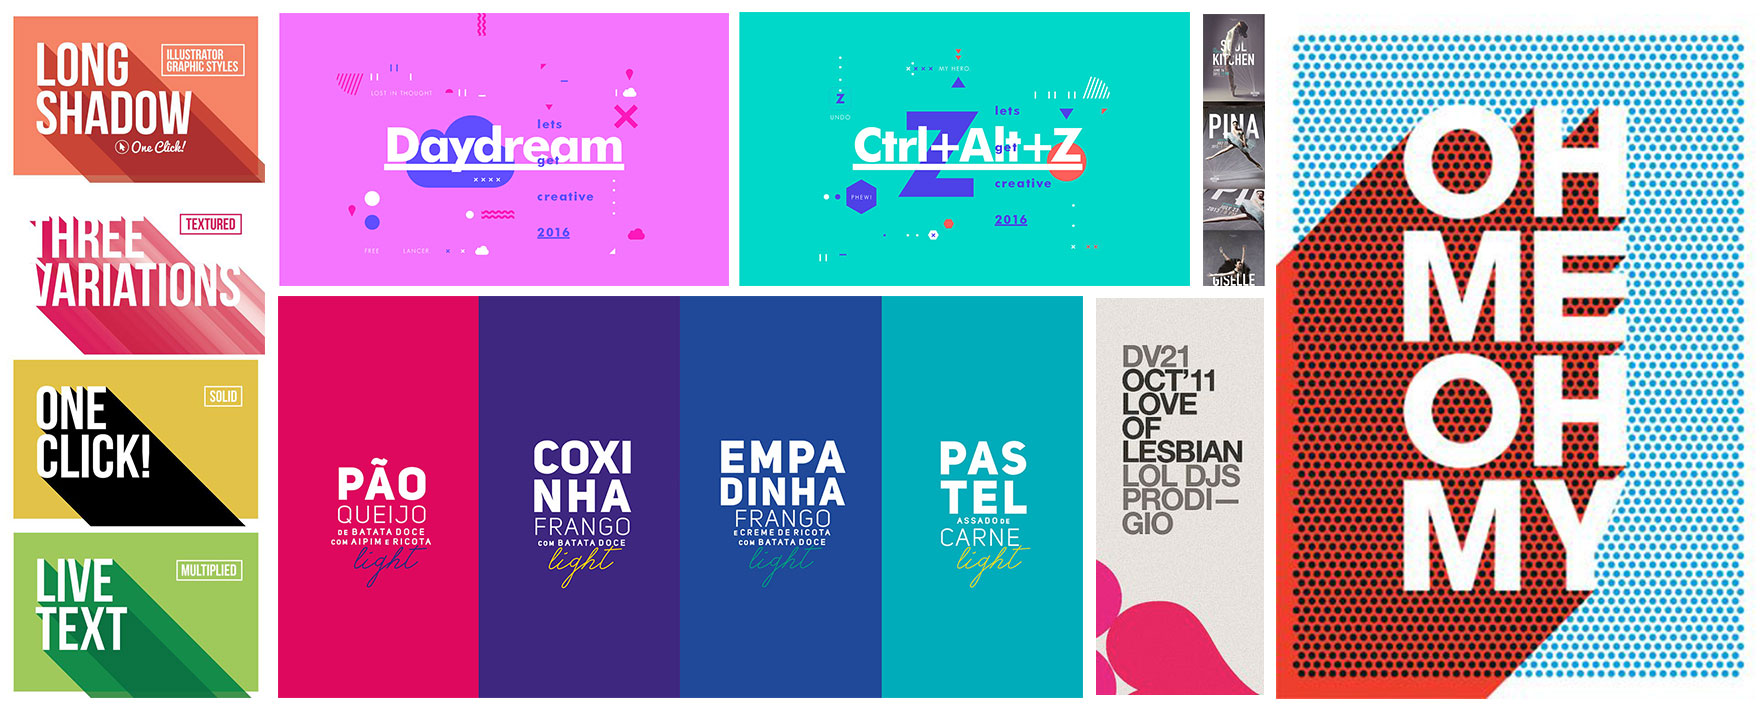 LONG
SHADOW
ILLUSTRATOR
GRAPHIC STYLES
One Click!
THREE
VARIATIONS
TEXTURED
ONE
CLICK!
SOLID
LIVE
TEXT
MULTIPLIED
LOST IN THOUGHT
Daydream
lets
get
creative
2016
FREE LANCER
MY HERO
Z
UNDO
Z
Ctrl+Alt+Z
lets
get
creative
2016
PHEW!
SOUL
KITCHEN
PINA
GISELLE
PÃO
QUEIJO
DE BATATA DOCE
COM AIPIM E RICOTA
light
COXI
NHA
FRANGO
COM BATATA DOCE
light
EMPA
DINHA
FRANGO
E CREME DE RICOTA
COM BATATA DOCE
light
PAS
TEL
ASSADO DE
CARNE
light
DV21
OCT'11
LOVE
OF
LESBIAN
LOL DJS
PRODI—
GIO
OH
ME
OH
MY